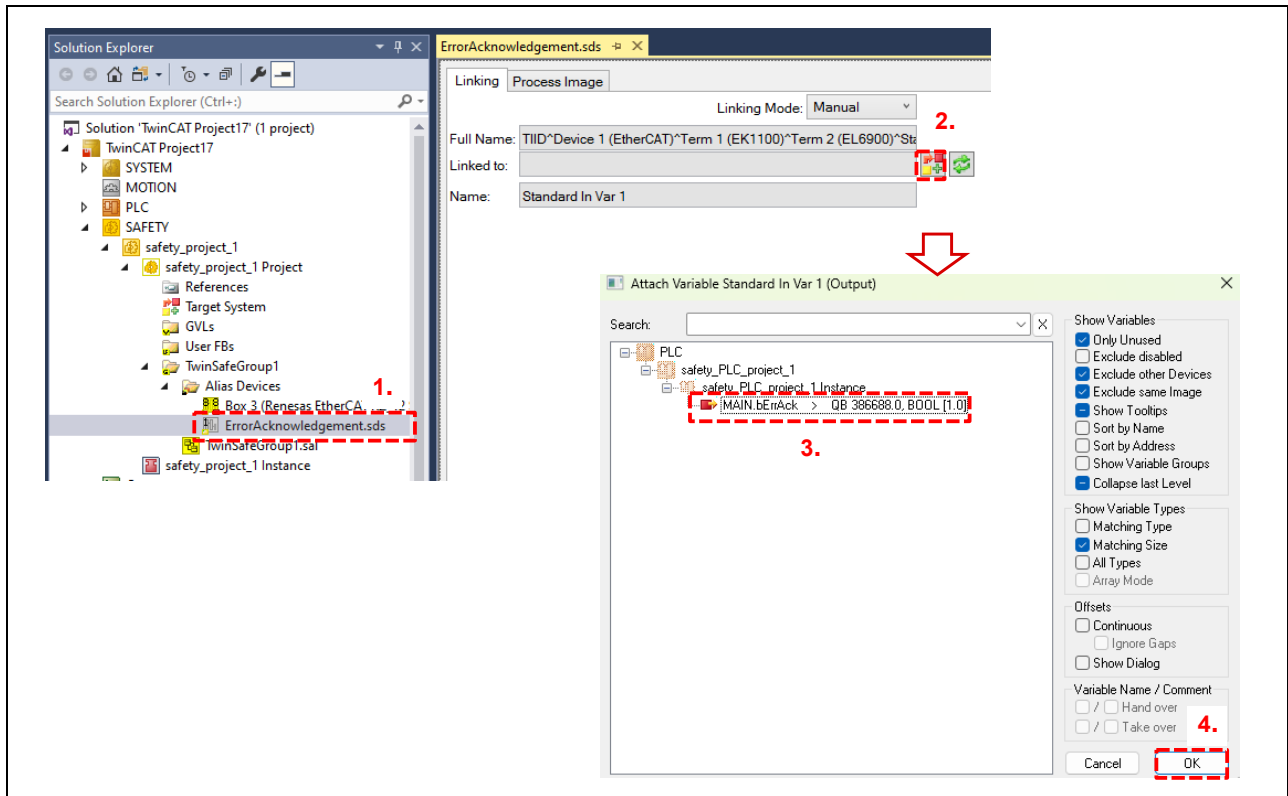 Solution Explorer
Search Solution Explorer (Ctrl+:)
Solution 'TwinCAT Project17' (1 project)
TwinCAT Project17
SYSTEM
MOTION
PLC
SAFETY
safety_project_1
safety_project_1 Project
References
Target System
GVLs
User FBs
TwinSafeGroup1
Alias Devices
1.
Box 3 (Renesas EtherCA
ErrorAcknowledgement.sds
TwinSafeGroup1.sal
safety_project_1 Instance
ErrorAcknowledgement.sds
Linking Process Image
Linking Mode: Manual
2.
Full Name: TIID^Device 1 (EtherCAT)^Term 1 (EK1100)^Term 2 (EL6900)^Sta
Linked to:
Name: Standard In Var 1
Attach Variable Standard In Var 1 (Output)
Search: X
PLC
safety_PLC_project_1
safety_PLC_project_1 Instance
MAIN.bErrAck > QB 386688.0, BOOL [1.0]
3.
Show Variables
Only Unused
Exclude disabled
Exclude other Devices
Exclude same Image
Show Tooltips
Sort by Name
Sort by Address
Show Variable Groups
Collapse last Level
Show Variable Types
Matching Type
Matching Size
All Types
Array Mode
Offsets
Continuous
Ignore Gaps
Show Dialog
Variable Name / Comment
/ Hand over
/ Take over
4.
Cancel OK